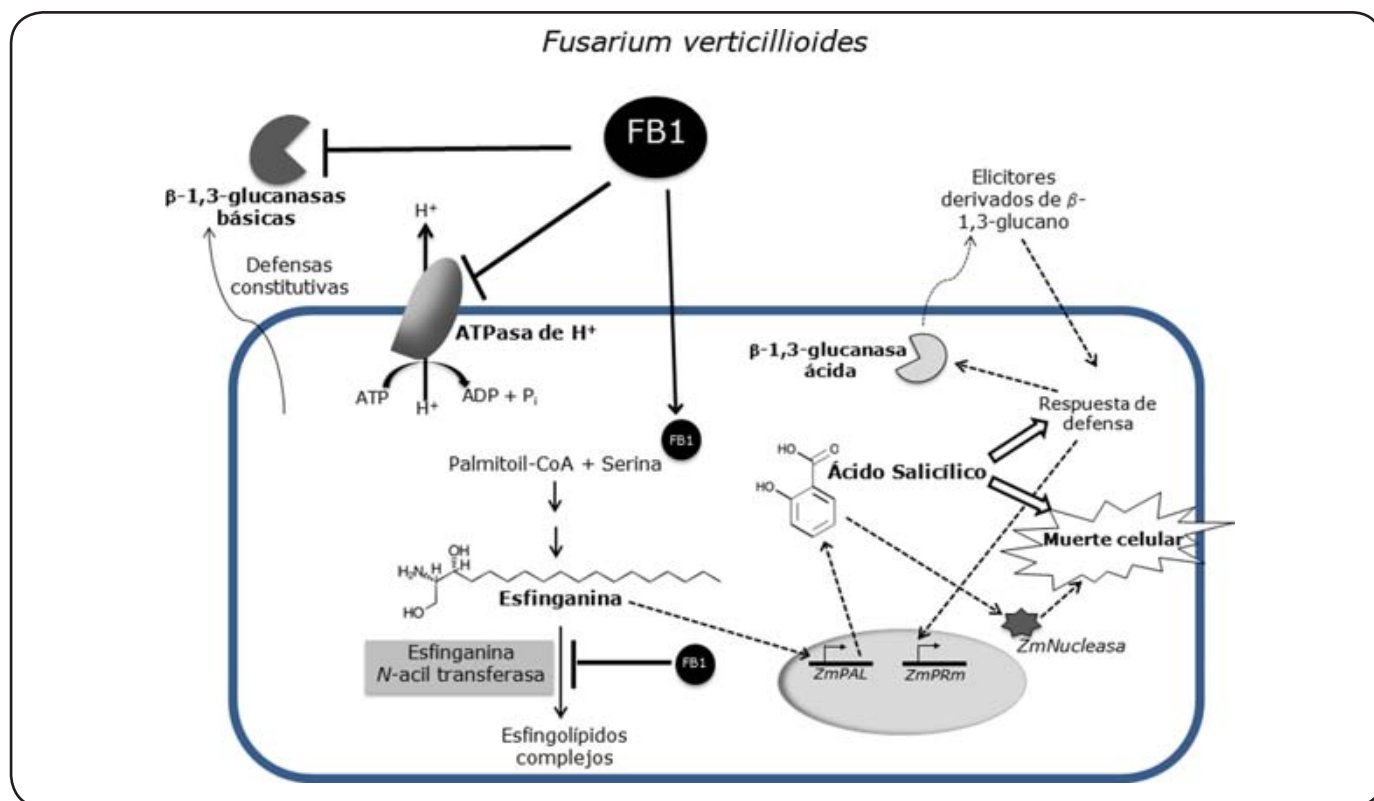 Fusarium verticillioides
FB1
β-1,3-glucanasas
básicas
H⁺
Elicitores
derivados de β-
1,3-glucano
Defensas
constitutivas
ATPasa de H⁺
β-1,3-glucanasa
ácida
ATP
H⁺
ADP + Pᵢ
Respuesta de
defensa
FB1
Palmitoil-CoA + Serina
HO
O
Ácido Salicílico
HO
Muerte celular
OH
H₂N
H
H
HO
Esfinganina
ZmNucleasa
Esfinganina
N-acil transferasa
FB1
ZmPAL
ZmPRm
Esfingolípidos
complejos